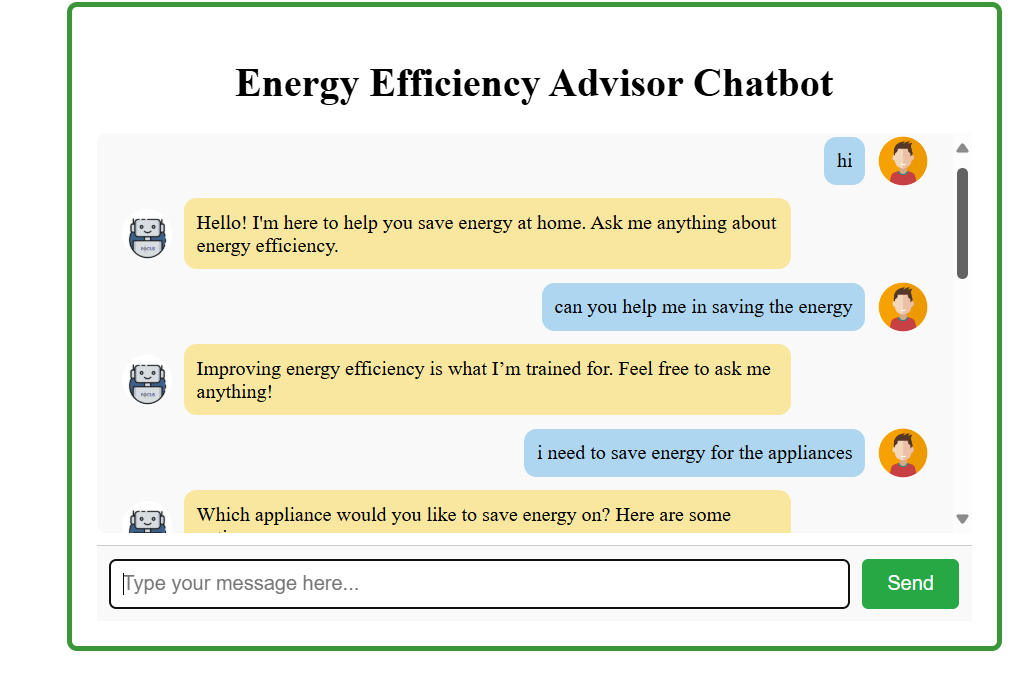 Energy Efficiency Advisor Chatbot
hi
Hello! I'm here to help you save energy at home. Ask me anything about
energy efficiency.
can you help me in saving the energy
Improving energy efficiency is what I’m trained for. Feel free to ask me
anything!
i need to save energy for the appliances
Which appliance would you like to save energy on? Here are some
Type your message here...
Send